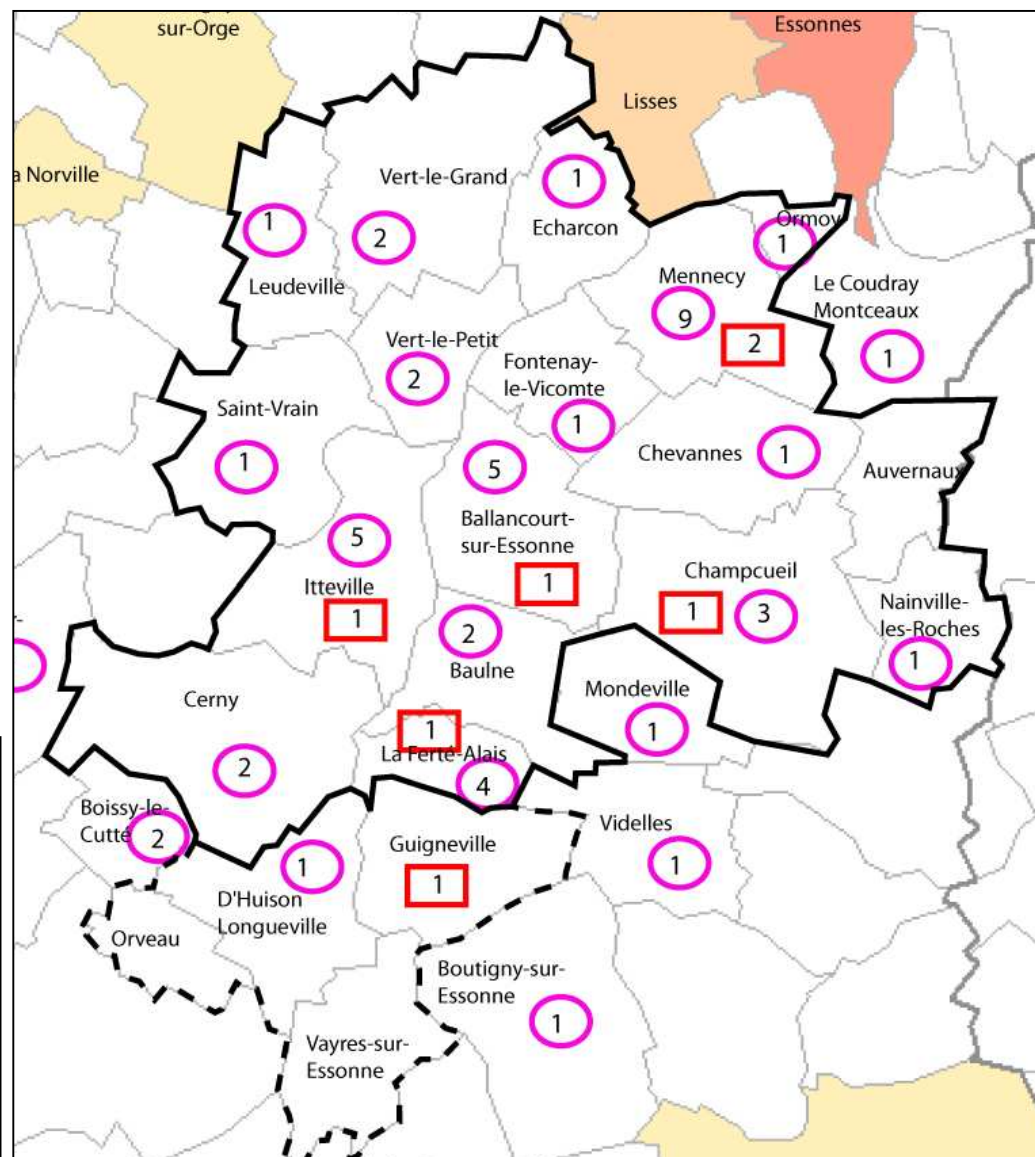 sur-Orge
Essonnes
Lisses
a Norville
Vert-le-Grand
1
Echarcon
1
Leudeville
2
Ormoy
1
Mennecy
9
2
Le Coudray
Montceaux
1
Vert-le-Petit
2
Fontenay-
le-Vicomte
1
Saint-Vrain
1
Chevannes
1
Auvernaux
5
Ballancourt-
sur-Essonne
1
5
Itteville
1
Champcueil
1
3
Nainville-
les-Roches
1
2
Baulne
Mondeville
1
Cerny
2
1
La Ferté-Alais
4
Boissy-le-
Cutté
2
1
D'Huison
Longueville
Guigneville
1
Videlles
1
Orveau
Boutigny-sur-
Essonne
1
Vayres-sur-
Essonne